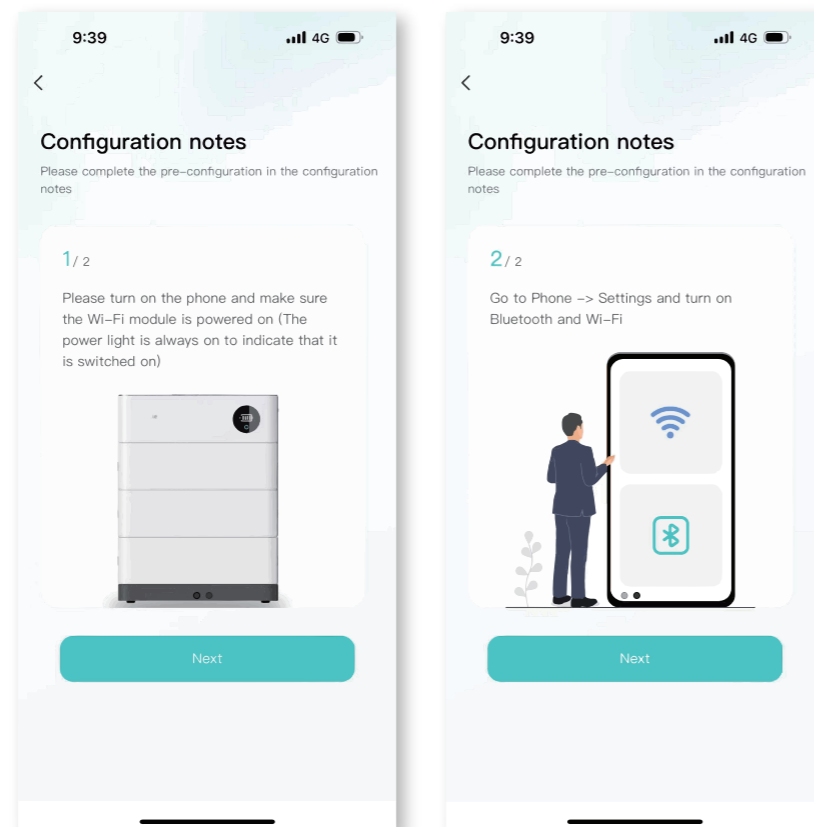 9:39
4G
Configuration notes
Please complete the pre-configuration in the configuration
notes
1/ 2
Please turn on the phone and make sure
the Wi-Fi module is powered on (The
power light is always on to indicate that it
is switched on)
Next
9:39
4G
Configuration notes
Please complete the pre-configuration in the configuration
notes
2/ 2
Go to Phone -> Settings and turn on
Bluetooth and Wi-Fi
Next